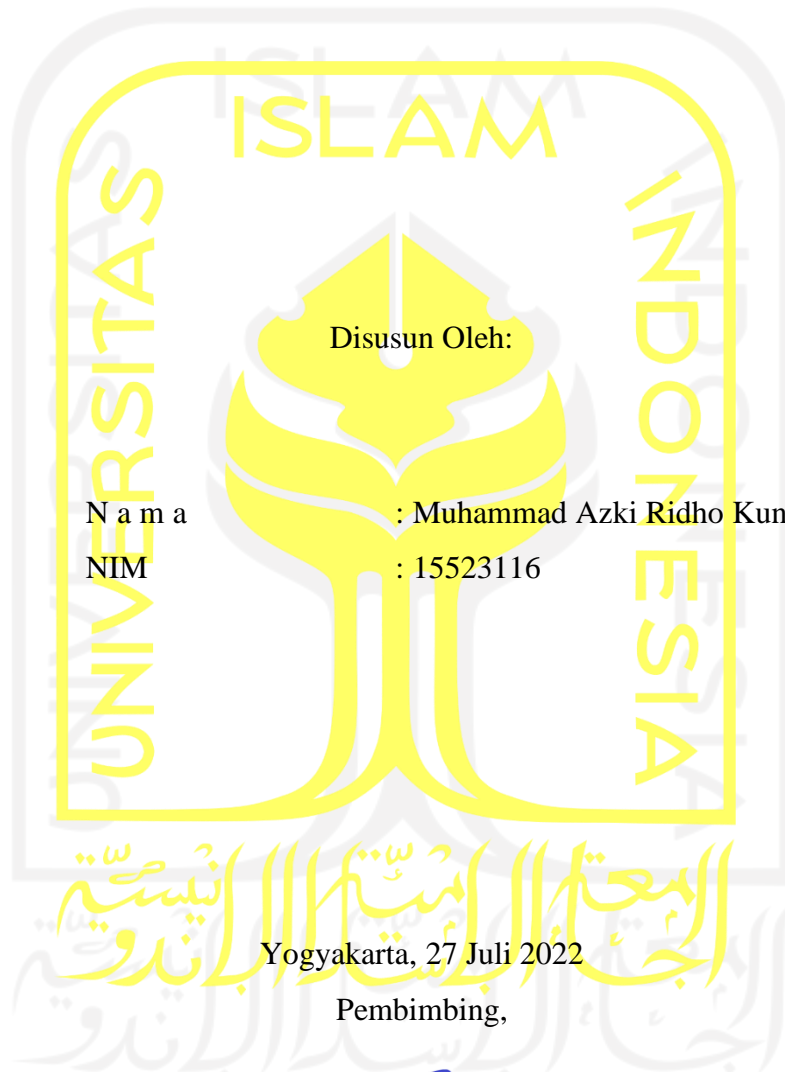 ISLAM
UNIVERSITAS
INDONESIA
Disusun Oleh:
N a m a : Muhammad Azki Ridho Kun
NIM : 15523116
Yogyakarta, 27 Juli 2022
Pembimbing,